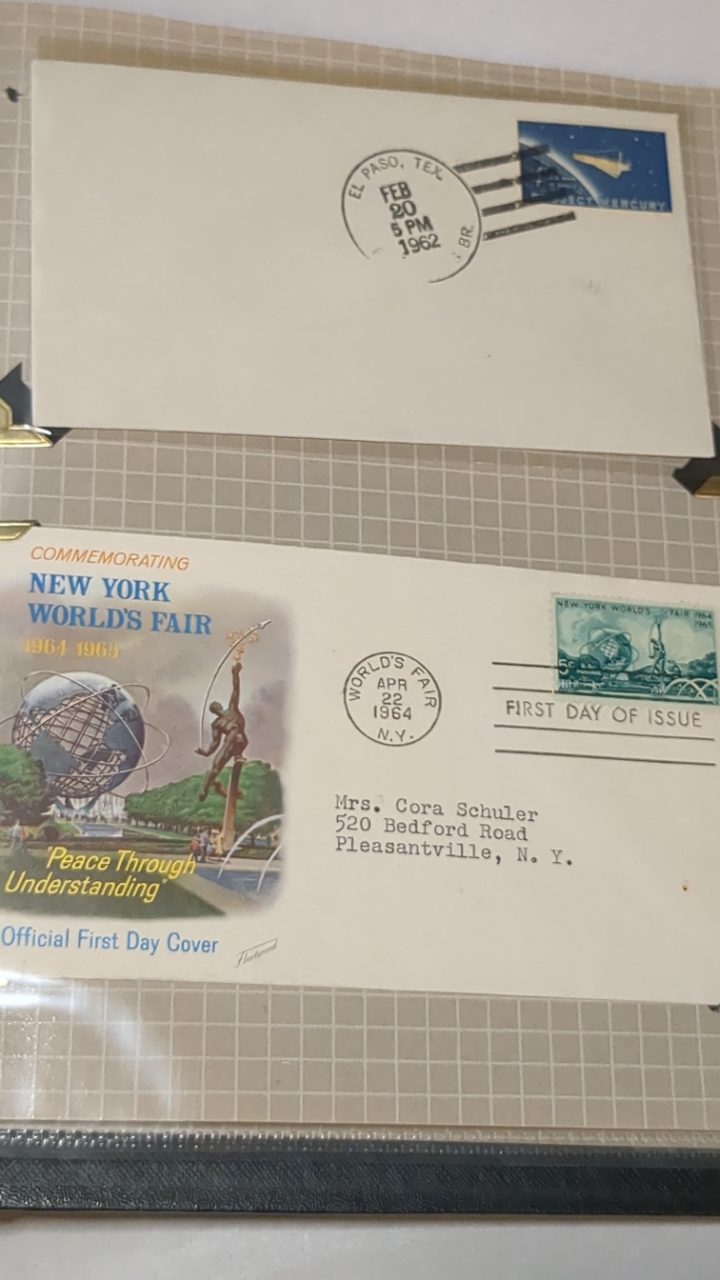 EL PASO, TEX.
FEB
20
5 PM
1962
BR.
PROJECT MERCURY
COMMEMORATING
NEW YORK
WORLD'S FAIR
1964-1965
"Peace Through
Understanding"
Official First Day Cover
Fleetwood
WORLD'S FAIR
APR
22
1964
N.Y.
NEW YORK WORLD'S FAIR 1964
1965
5¢
FIRST DAY OF ISSUE
Mrs. Cora Schuler
520 Bedford Road
Pleasantville, N. Y.